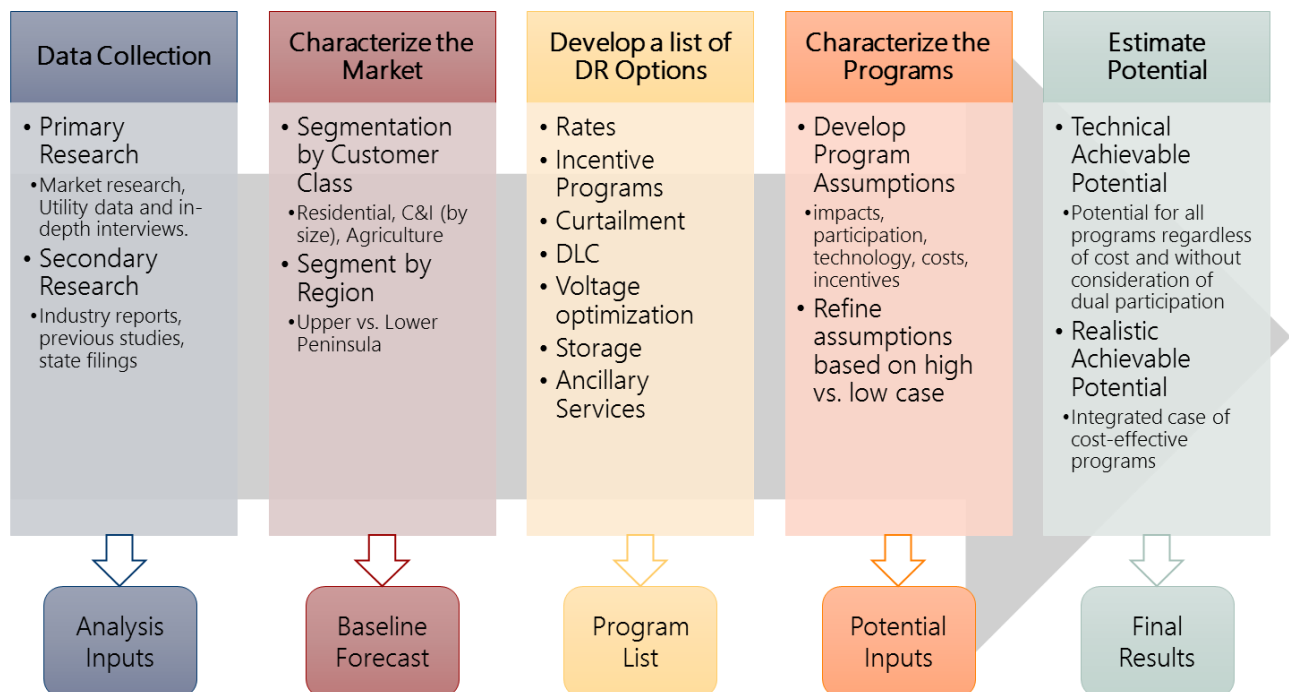 Data Collection
• Primary
Research
•Market research,
Utility data and in-
depth interviews.
• Secondary
Research
•Industry reports,
previous studies,
state filings
Analysis
Inputs
Characterize the
Market
• Segmentation
by Customer
Class
•Residential, C&I (by
size), Agriculture
• Segment by
Region
•Upper vs. Lower
Peninsula
Baseline
Forecast
Develop a list of
DR Options
• Rates
• Incentive
Programs
• Curtailment
• DLC
• Voltage
optimization
• Storage
• Ancillary
Services
Program
List
Characterize the
Programs
• Develop
Program
Assumptions
•impacts,
participation,
technology, costs,
incentives
• Refine
assumptions
based on high
vs. low case
Potential
Inputs
Estimate
Potential
• Technical
Achievable
Potential
•Potential for all
programs regardless
of cost and without
consideration of
dual participation
• Realistic
Achievable
Potential
•Integrated case of
cost-effective
programs
Final
Results